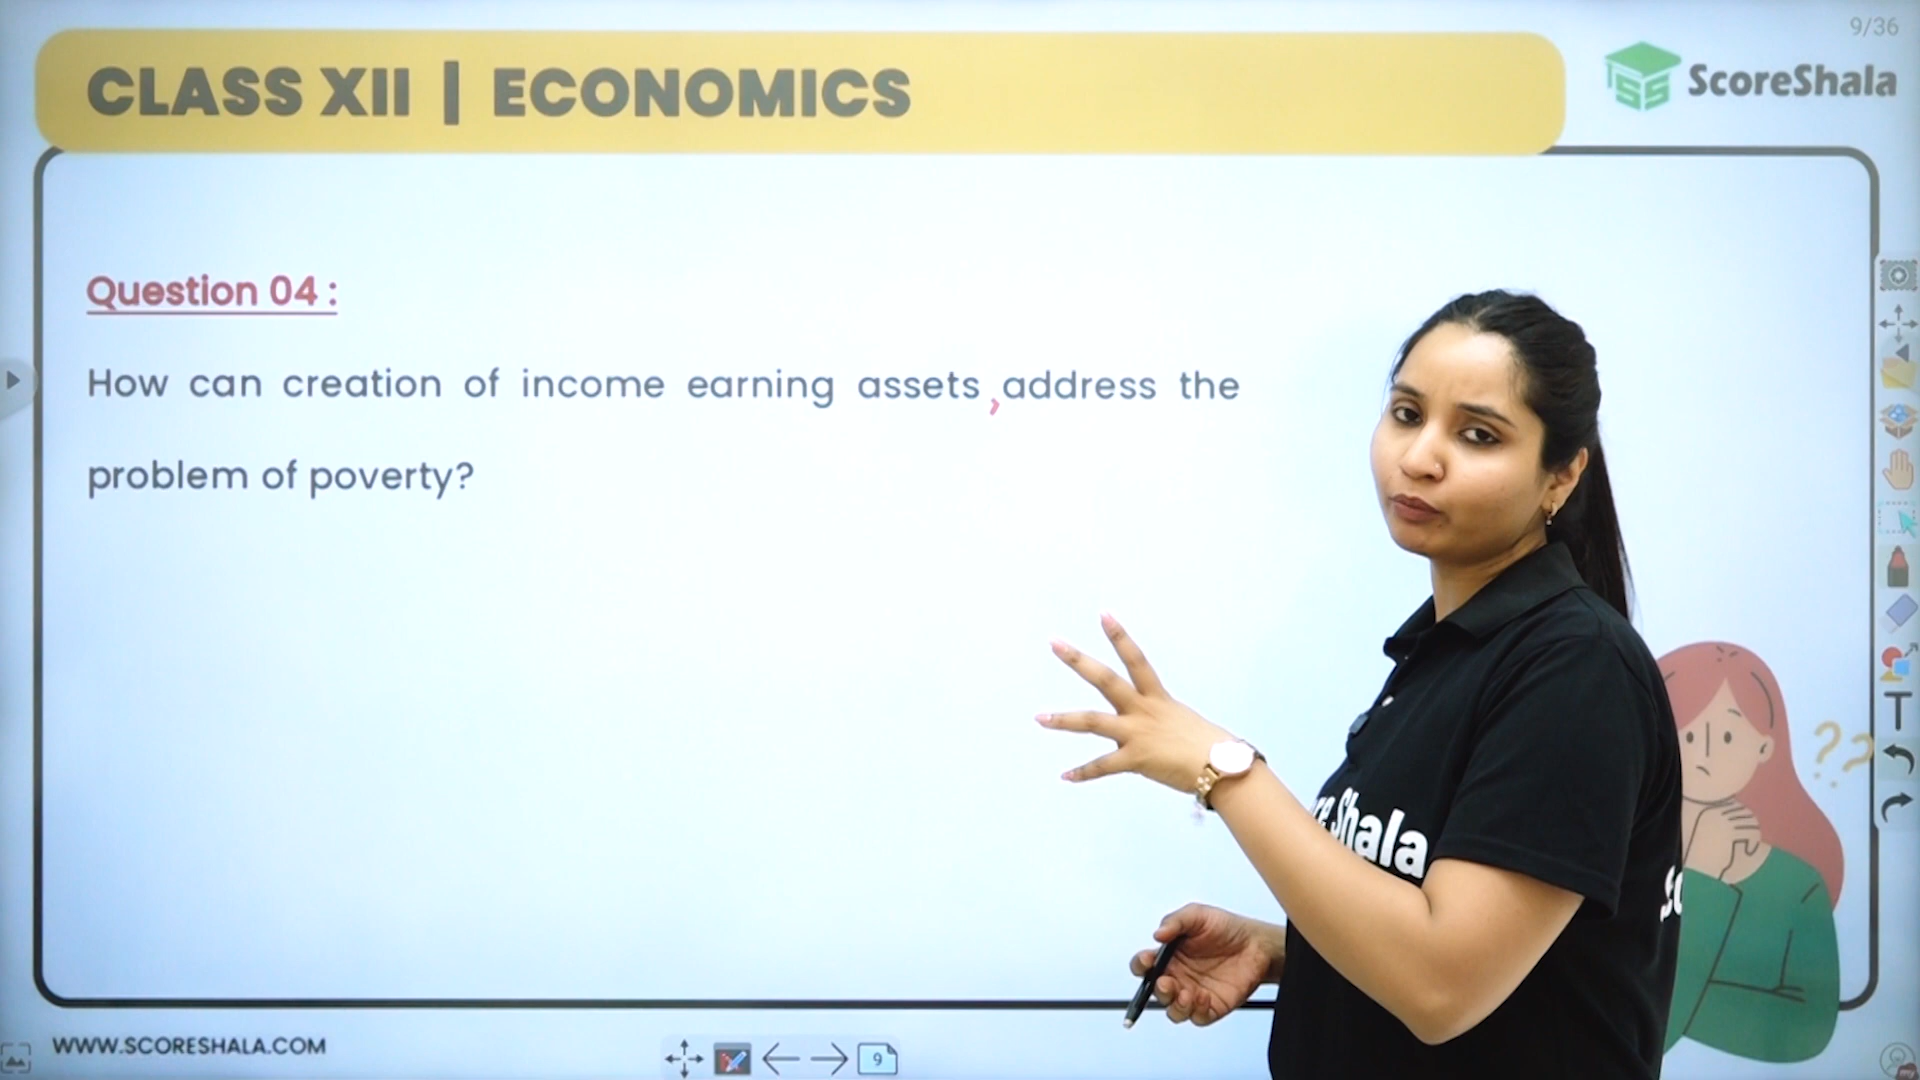 9/36
CLASS XII | ECONOMICS
ScoreShala
Question 04 :
How can creation of income earning assets , address the
problem of poverty?
??
Shala
WWW.SCORESHALA.COM
9